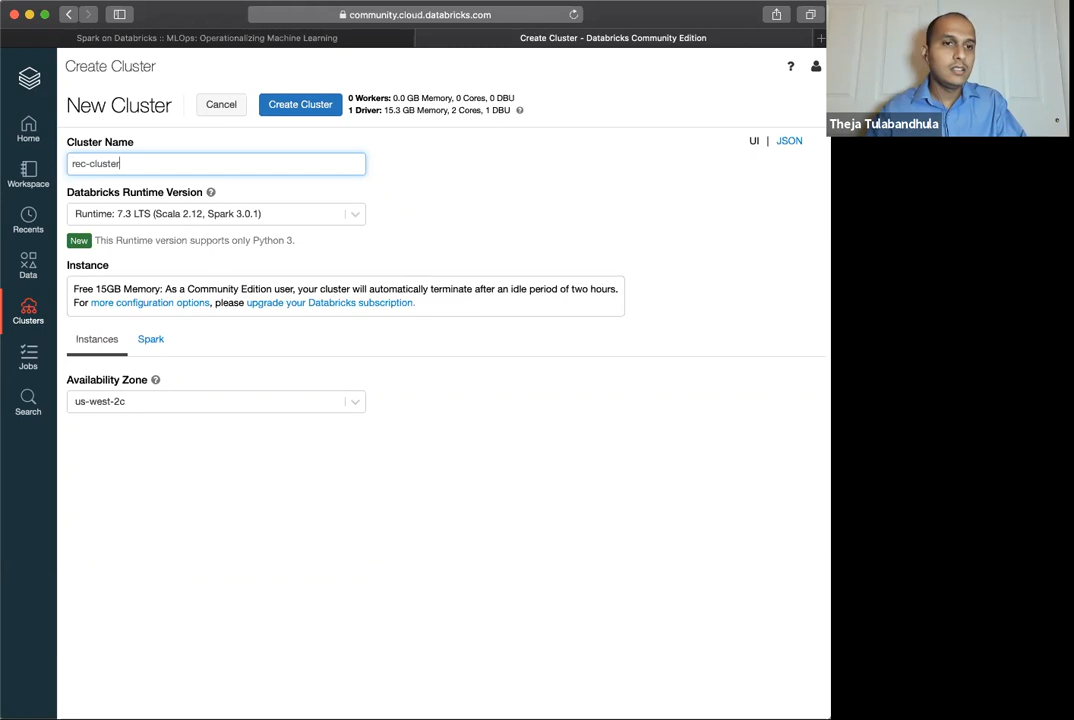 community.cloud.databricks.com
Spark on Databricks :: MLOps: Operationalizing Machine Learning
Create Cluster - Databricks Community Edition
Create Cluster
New Cluster
Cancel
Create Cluster
0 Workers: 0.0 GB Memory, 0 Cores, 0 DBU
1 Driver: 15.3 GB Memory, 2 Cores, 1 DBU
Theja Tulabandhula
UI | JSON
Home
Workspace
Recents
Data
Clusters
Jobs
Search
Cluster Name
rec-cluster
Databricks Runtime Version
Runtime: 7.3 LTS (Scala 2.12, Spark 3.0.1)
New This Runtime version supports only Python 3.
Instance
Free 15GB Memory: As a Community Edition user, your cluster will automatically terminate after an idle period of two hours.
For more configuration options, please upgrade your Databricks subscription.
Instances
Spark
Availability Zone
us-west-2c